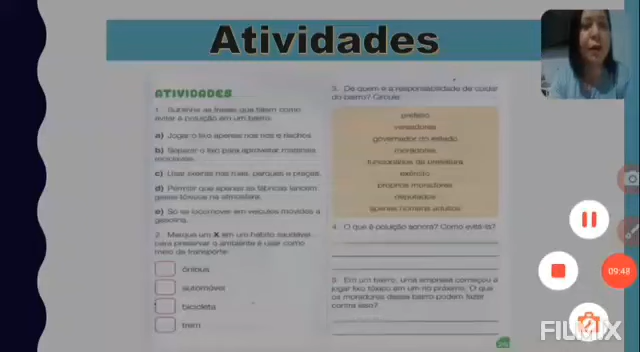 Atividades
ATIVIDADES
1. Sublinhe as frases que falem como
evitar a poluição em um bairro.
a) Jogar o lixo apenas nos rios e riachos.
b) Separar o lixo para aproveitar materiais
recicláveis.
c) Usar lixeiras nas ruas, parques e praças.
d) Permitir que apenas as fábricas lancem
gases tóxicos na atmosfera.
e) Só se locomover em veículos movidos a
gasolina.
2. Marque um X em um hábito saudável
para preservar o ambiente é usar como
meio de transporte:
ônibus
automóvel
bicicleta
trem
3. De quem é a responsabilidade de cuidar
do bairro? Circule:
prefeito
vereadores
governador do estado
moradores
funcionários da prefeitura
exército
próprios moradores
deputados
apenas homens adultos
4. O que é poluição sonora? Como evitá-la?
5. Em um bairro, uma empresa começou a
jogar lixo tóxico em um rio próximo. O que
os moradores desse bairro podem fazer
contra isso?
09:48
FILMIX